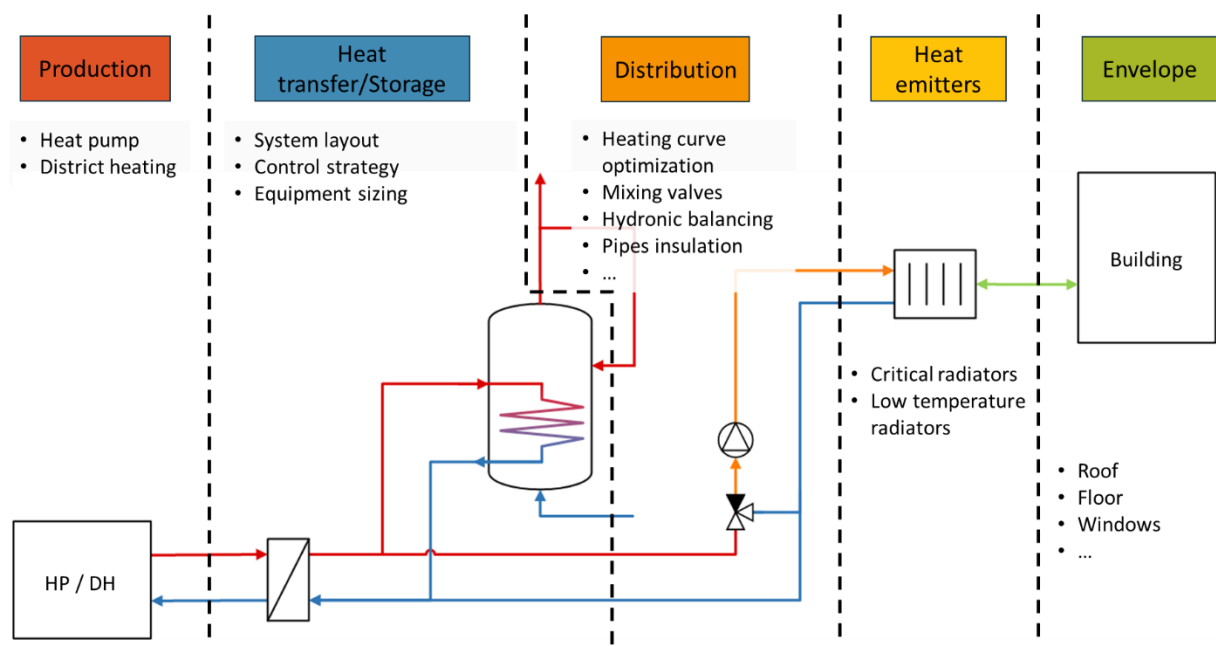 Production
Heat
transfer/Storage
Distribution
Heat
emitters
Envelope
• Heat pump
• District heating
• System layout
• Control strategy
• Equipment sizing
• Heating curve
optimization
• Mixing valves
• Hydronic balancing
• Pipes insulation
• ...
Building
• Critical radiators
• Low temperature
radiators
• Roof
• Floor
• Windows
• ...
HP / DH